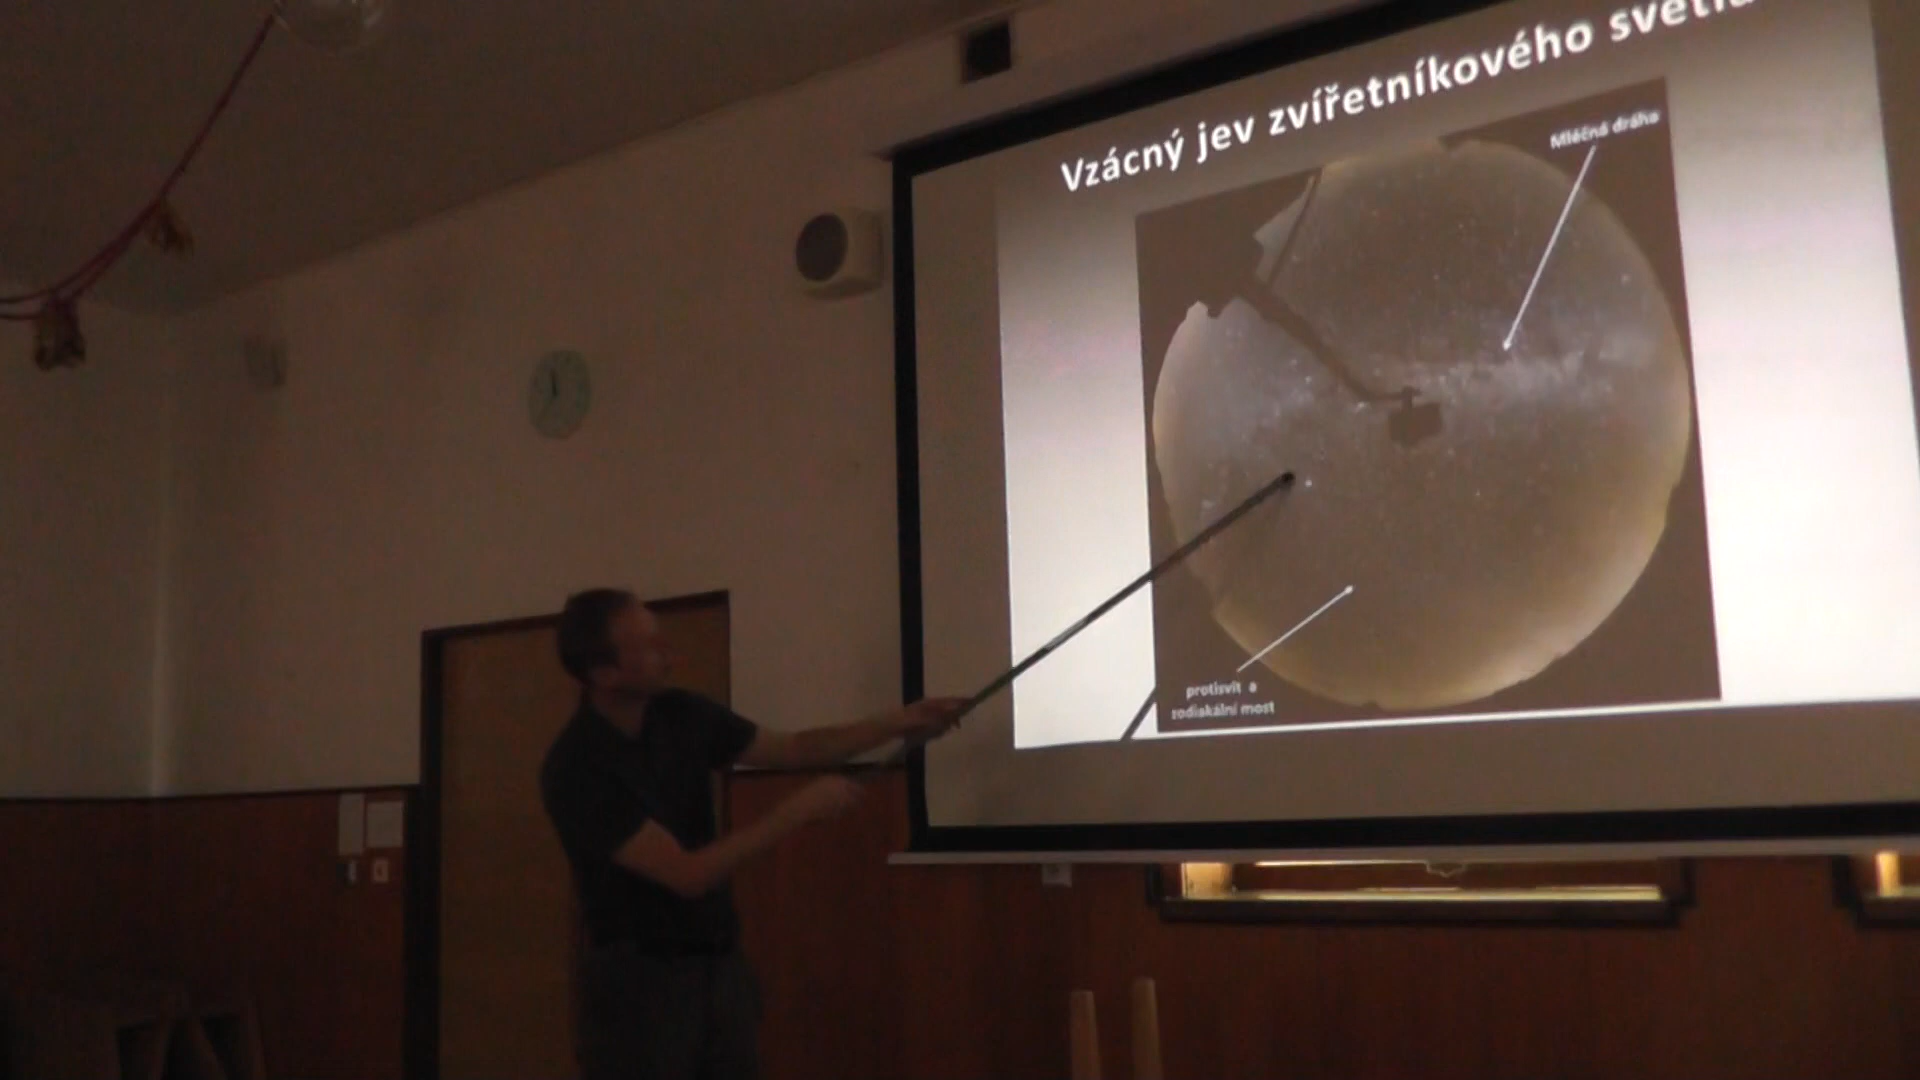 Vzácný jev zvířetníkového světla
Mléčná dráha
protisvit a
zodiakální most